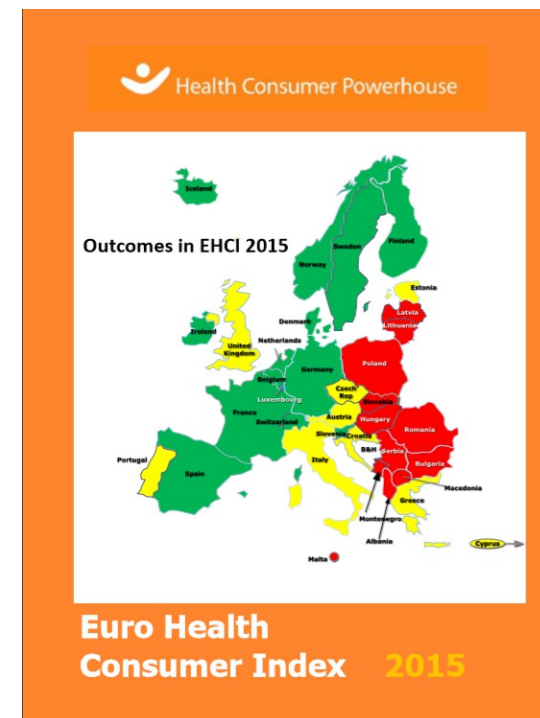 Health Consumer Powerhouse
Iceland
Outcomes in EHCI 2015
Finland
Sweden
Norway
Estonia
Latvia
Lithuania
Denmark
Ireland
Netherlands
United
Kingdom
Poland
Germany
Belgium
Czech
Rep
Luxembourg
Slovakia
Austria
Hungary
France
Romania
Switzerland
Slovenia
Croatia
B&H
Serbia
Portugal
Italy
Bulgaria
Spain
Macedonia
Greece
Montenegro
Albania
Cyprus
Malta
Euro Health
Consumer Index 2015